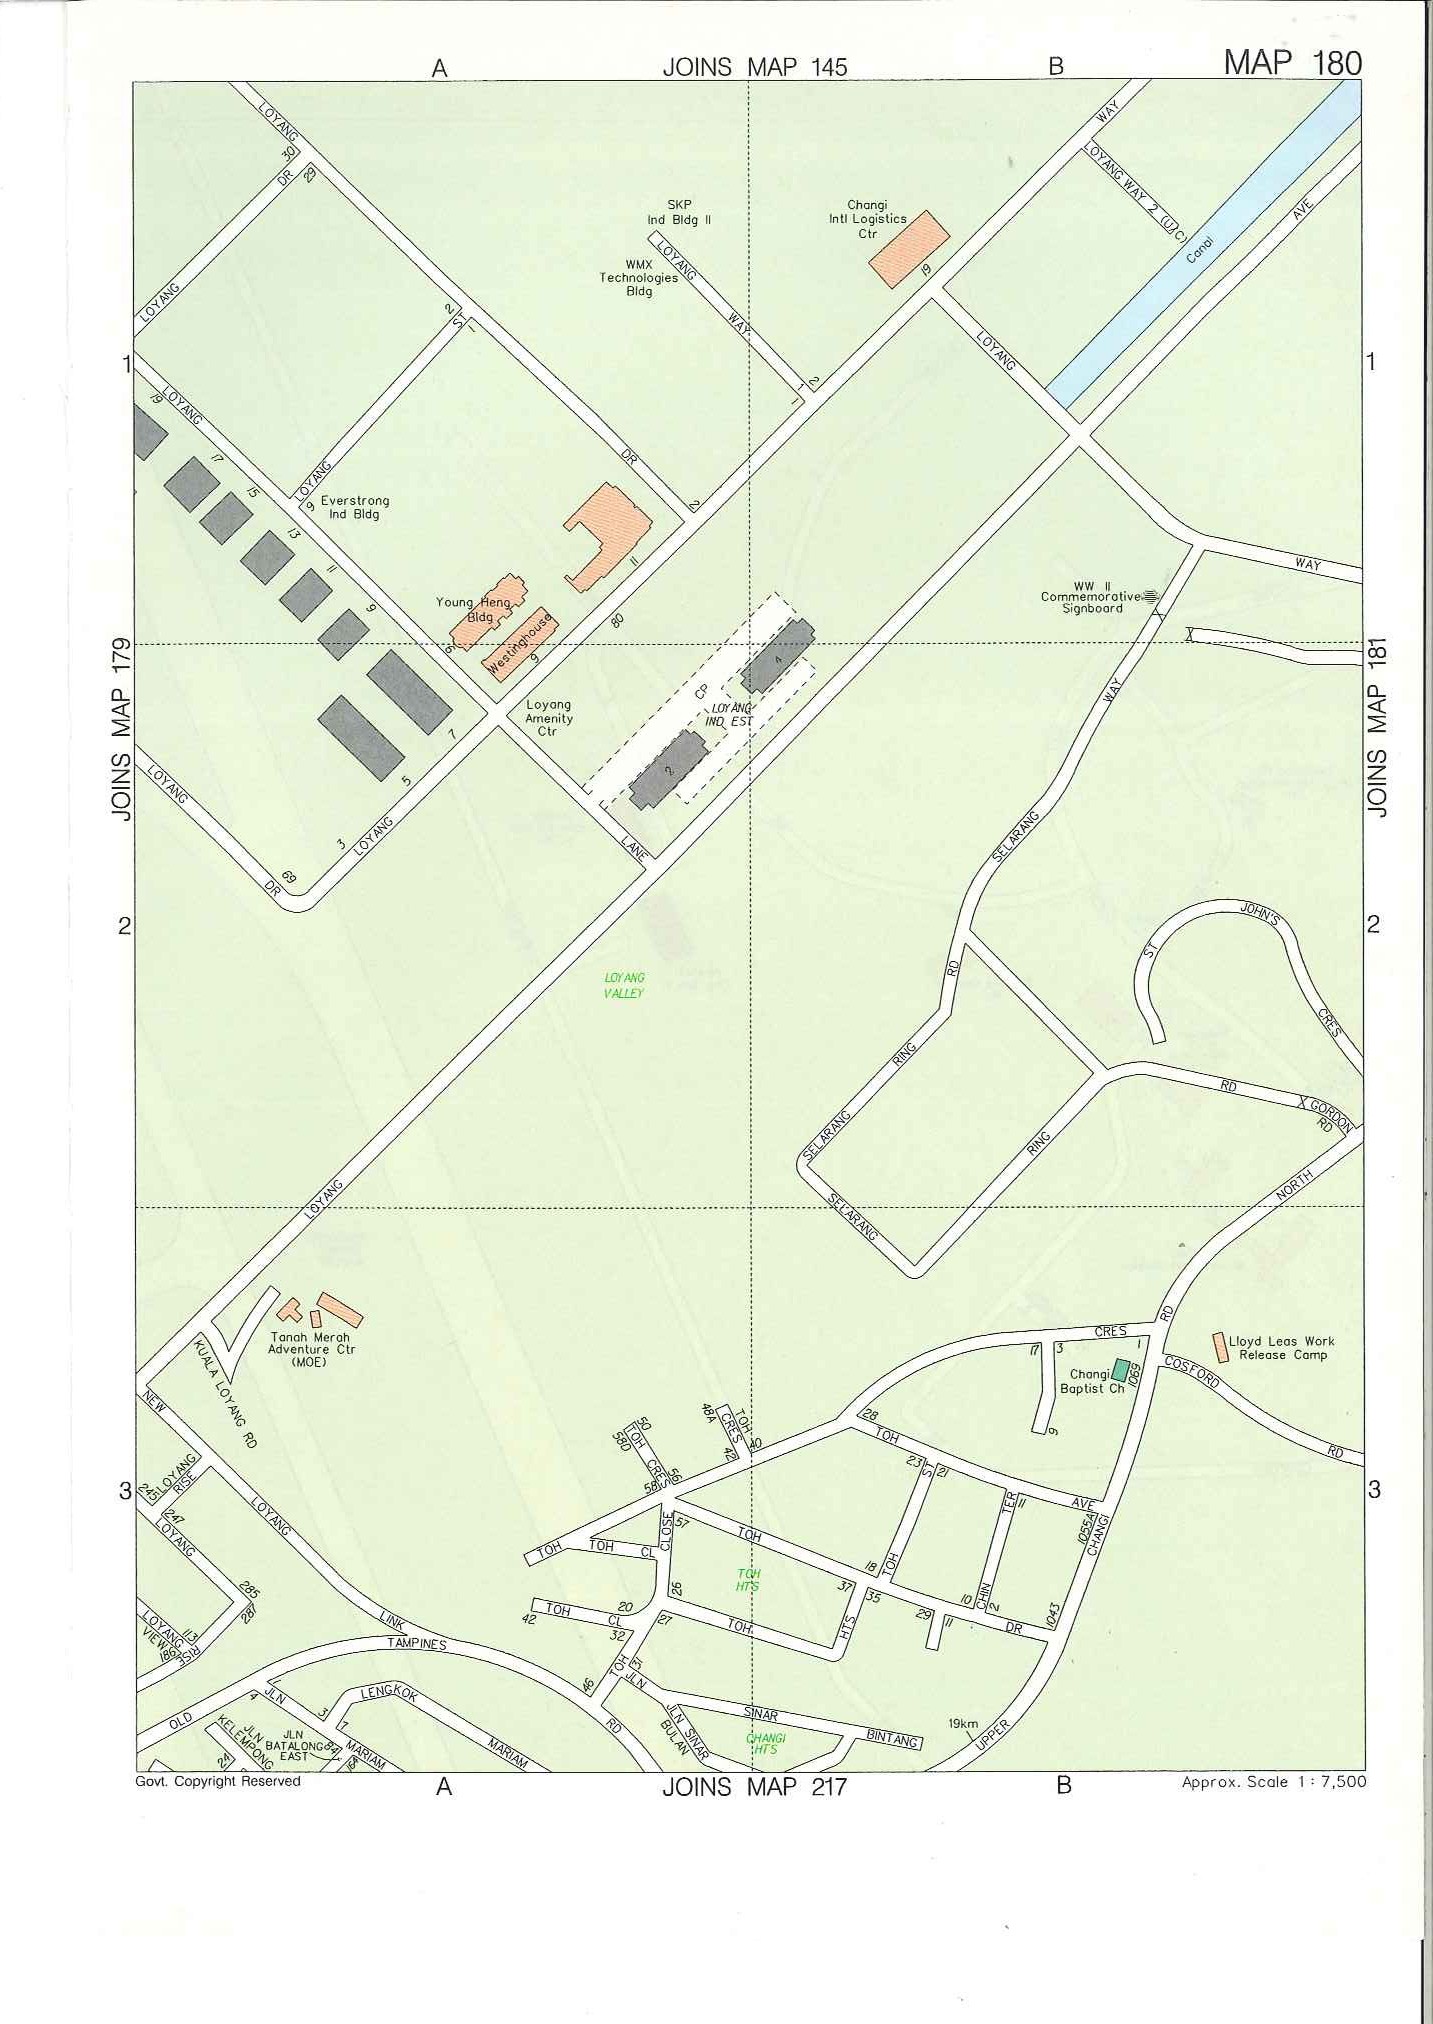 A
JOINS MAP 145
B
MAP 180
LOYANG
30
29
DR
LOYANG
SKP
Ind Bldg II
WMX
Technologies
Bldg
LOYANG
WAY
Changi
Intl Logistics
Ctr
19
WAY
LOYANG WAY 2 (U/C)
Canal
AVE
2
ST
1
1
1
LOYANG
LOYANG
19
17
15
13
11
9
LOYANG
9
Everstrong
Ind Bldg
DR
2
1
2
11
80
Young Heng
Bldg
6
Westinghouse
9
WAY
WW II
Commemorative
Signboard
X
X
JOINS MAP 179
JOINS MAP 181
Loyang
Amenity
Ctr
CP
4
LOYANG
IND EST
2
7
5
3
LOYANG
LOYANG
69
DR
LANE
WAY
SELARANG
2
2
LOYANG
VALLEY
RD
ST
JOHN'S
CRES
RING
SELARANG
SELARANG
RING
RD
X
GORDON
RD
NORTH
LOYANG
Tanah Merah
Adventure Ctr
(MOE)
KUALA LOYANG RD
RD
CRES
17
3
1
Changi
Baptist Ch
1069
9
Lloyd Leas Work
Release Camp
COSFORD
RD
NEW
LOYANG
RISE
245
247
LOYANG
LOYANG
3
3
48A
TOH
CRES
42
40
50
TOH
58D
CRES
56
58
28
TOH
23
ST
21
TER
11
AVE
1055A
CHANGI
CLOSE
57
TOH
TOH
TOH
CL
TOH
HTS
18
TOH
37
35
10
CHIN
2
29
11
DR
1043
26
27
TOH
HTS
42
TOH
20
CL
32
285
287
LOYANG
VIEW
113
186
RISE
LINK
TAMPINES
TOH
31
JLN
46
RD
JLN SINAR
BULAN
SINAR
BINTANG
CHANGI
HTS
19km
UPPER
OLD
4
1
JLN
3
1
LENGKOK
MARIAM
MARIAM
JLN
KELEMPONG
24
JLN
BATALONG
EAST
84
Govt. Copyright Reserved
A
JOINS MAP 217
B
Approx. Scale 1 : 7,500